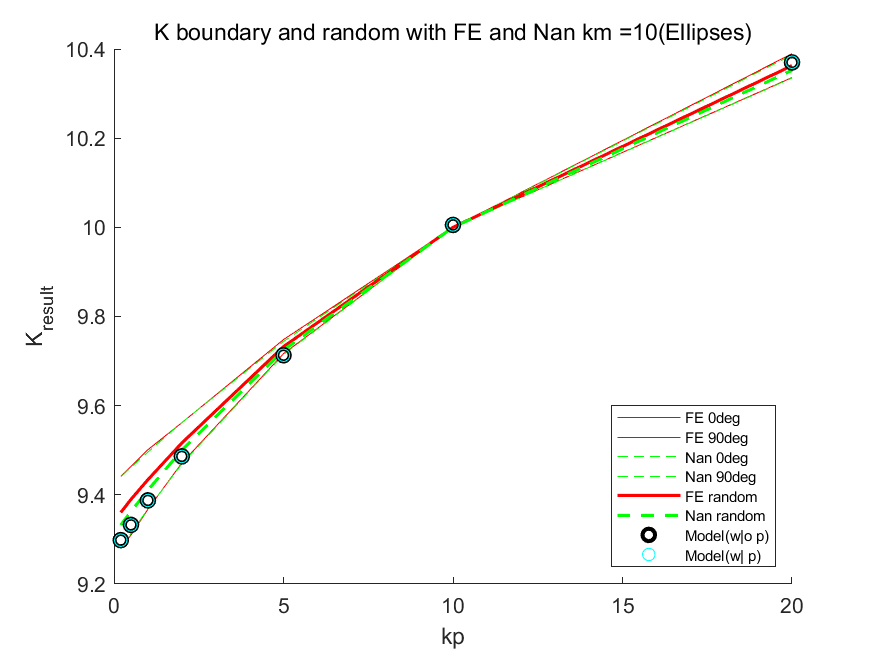 K boundary and random with FE and Nan km =10(Ellipses)
10.4
10.2
10
9.8
9.6
9.4
9.2
K_result
0
5
10
15
20
kp
FE 0deg
FE 90deg
Nan 0deg
Nan 90deg
FE random
Nan random
Model(w|o p)
Model(w| p)